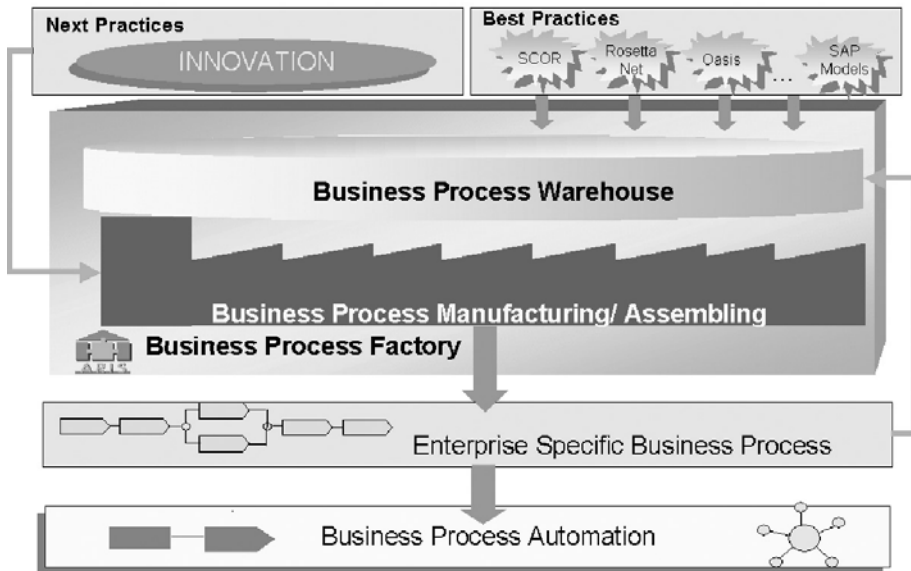 Next Practices
INNOVATION
Best Practices
SCOR
Rosetta
Net
Oasis
...
SAP
Models
Business Process Warehouse
Business Process Manufacturing/ Assembling
Business Process Factory
A.R.I.S.
Enterprise Specific Business Process
Business Process Automation